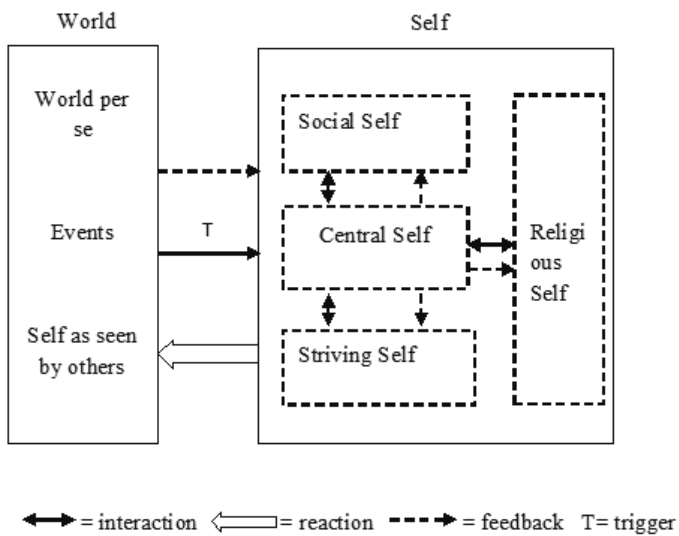 World
Self
World per
se
Social Self
Events
T
Central Self
Religi
ous
Self
Self as seen
by others
Striving Self
= interaction
= reaction
= feedback
T= trigger